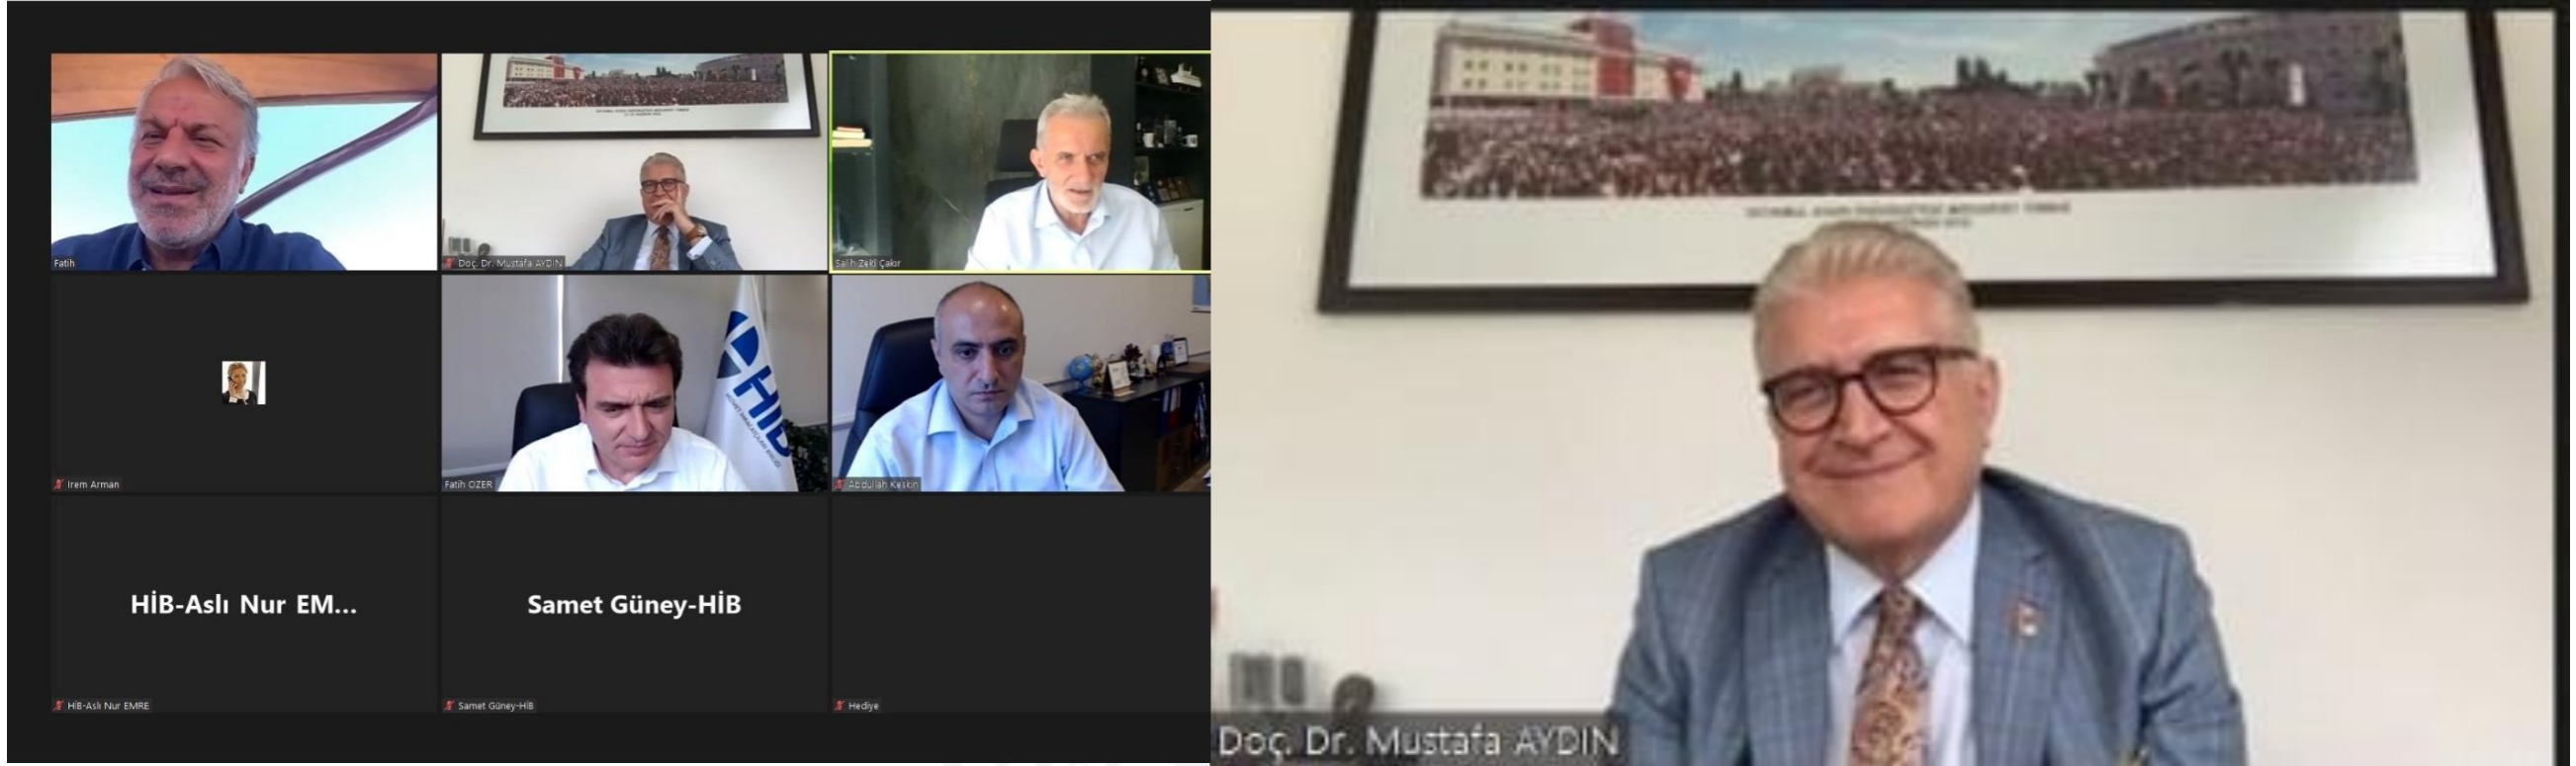 Fatih
Doç. Dr. Mustafa AYDIN
Salih Zeki Çakır
İrem Arman
Fatih OZER
HİB
Abdullah Keskin
HİB-Aslı Nur EM...
Samet Güney-HİB
HİB-Aslı Nur EMRE
Samet Güney-HİB
Hediye
Doç. Dr. Mustafa AYDIN